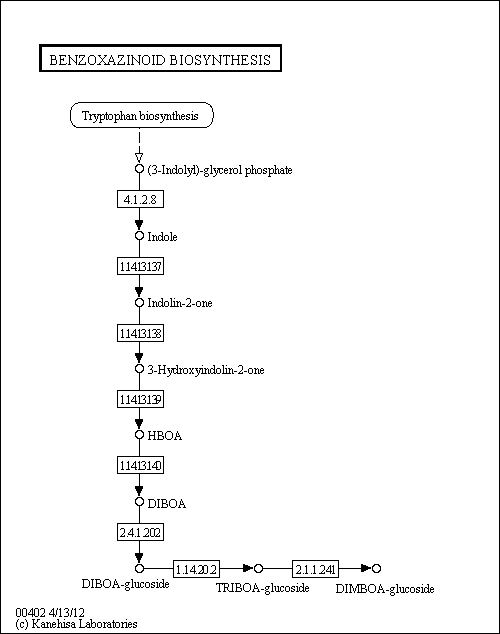 BENZOXAZINOID BIOSYNTHESIS
Tryptophan biosynthesis
(3-Indolyl)-glycerol phosphate
4.1.2.8
Indole
1.14.13.137
Indolin-2-one
1.14.13.138
3-Hydroxyindolin-2-one
1.14.13.139
HBOA
1.14.13.140
DIBOA
2.4.1.202
1.14.20.2
2.1.1.241
DIBOA-glucoside
TRIBOA-glucoside
DIMBOA-glucoside
00402 4/13/12
(c) Kanehisa Laboratories